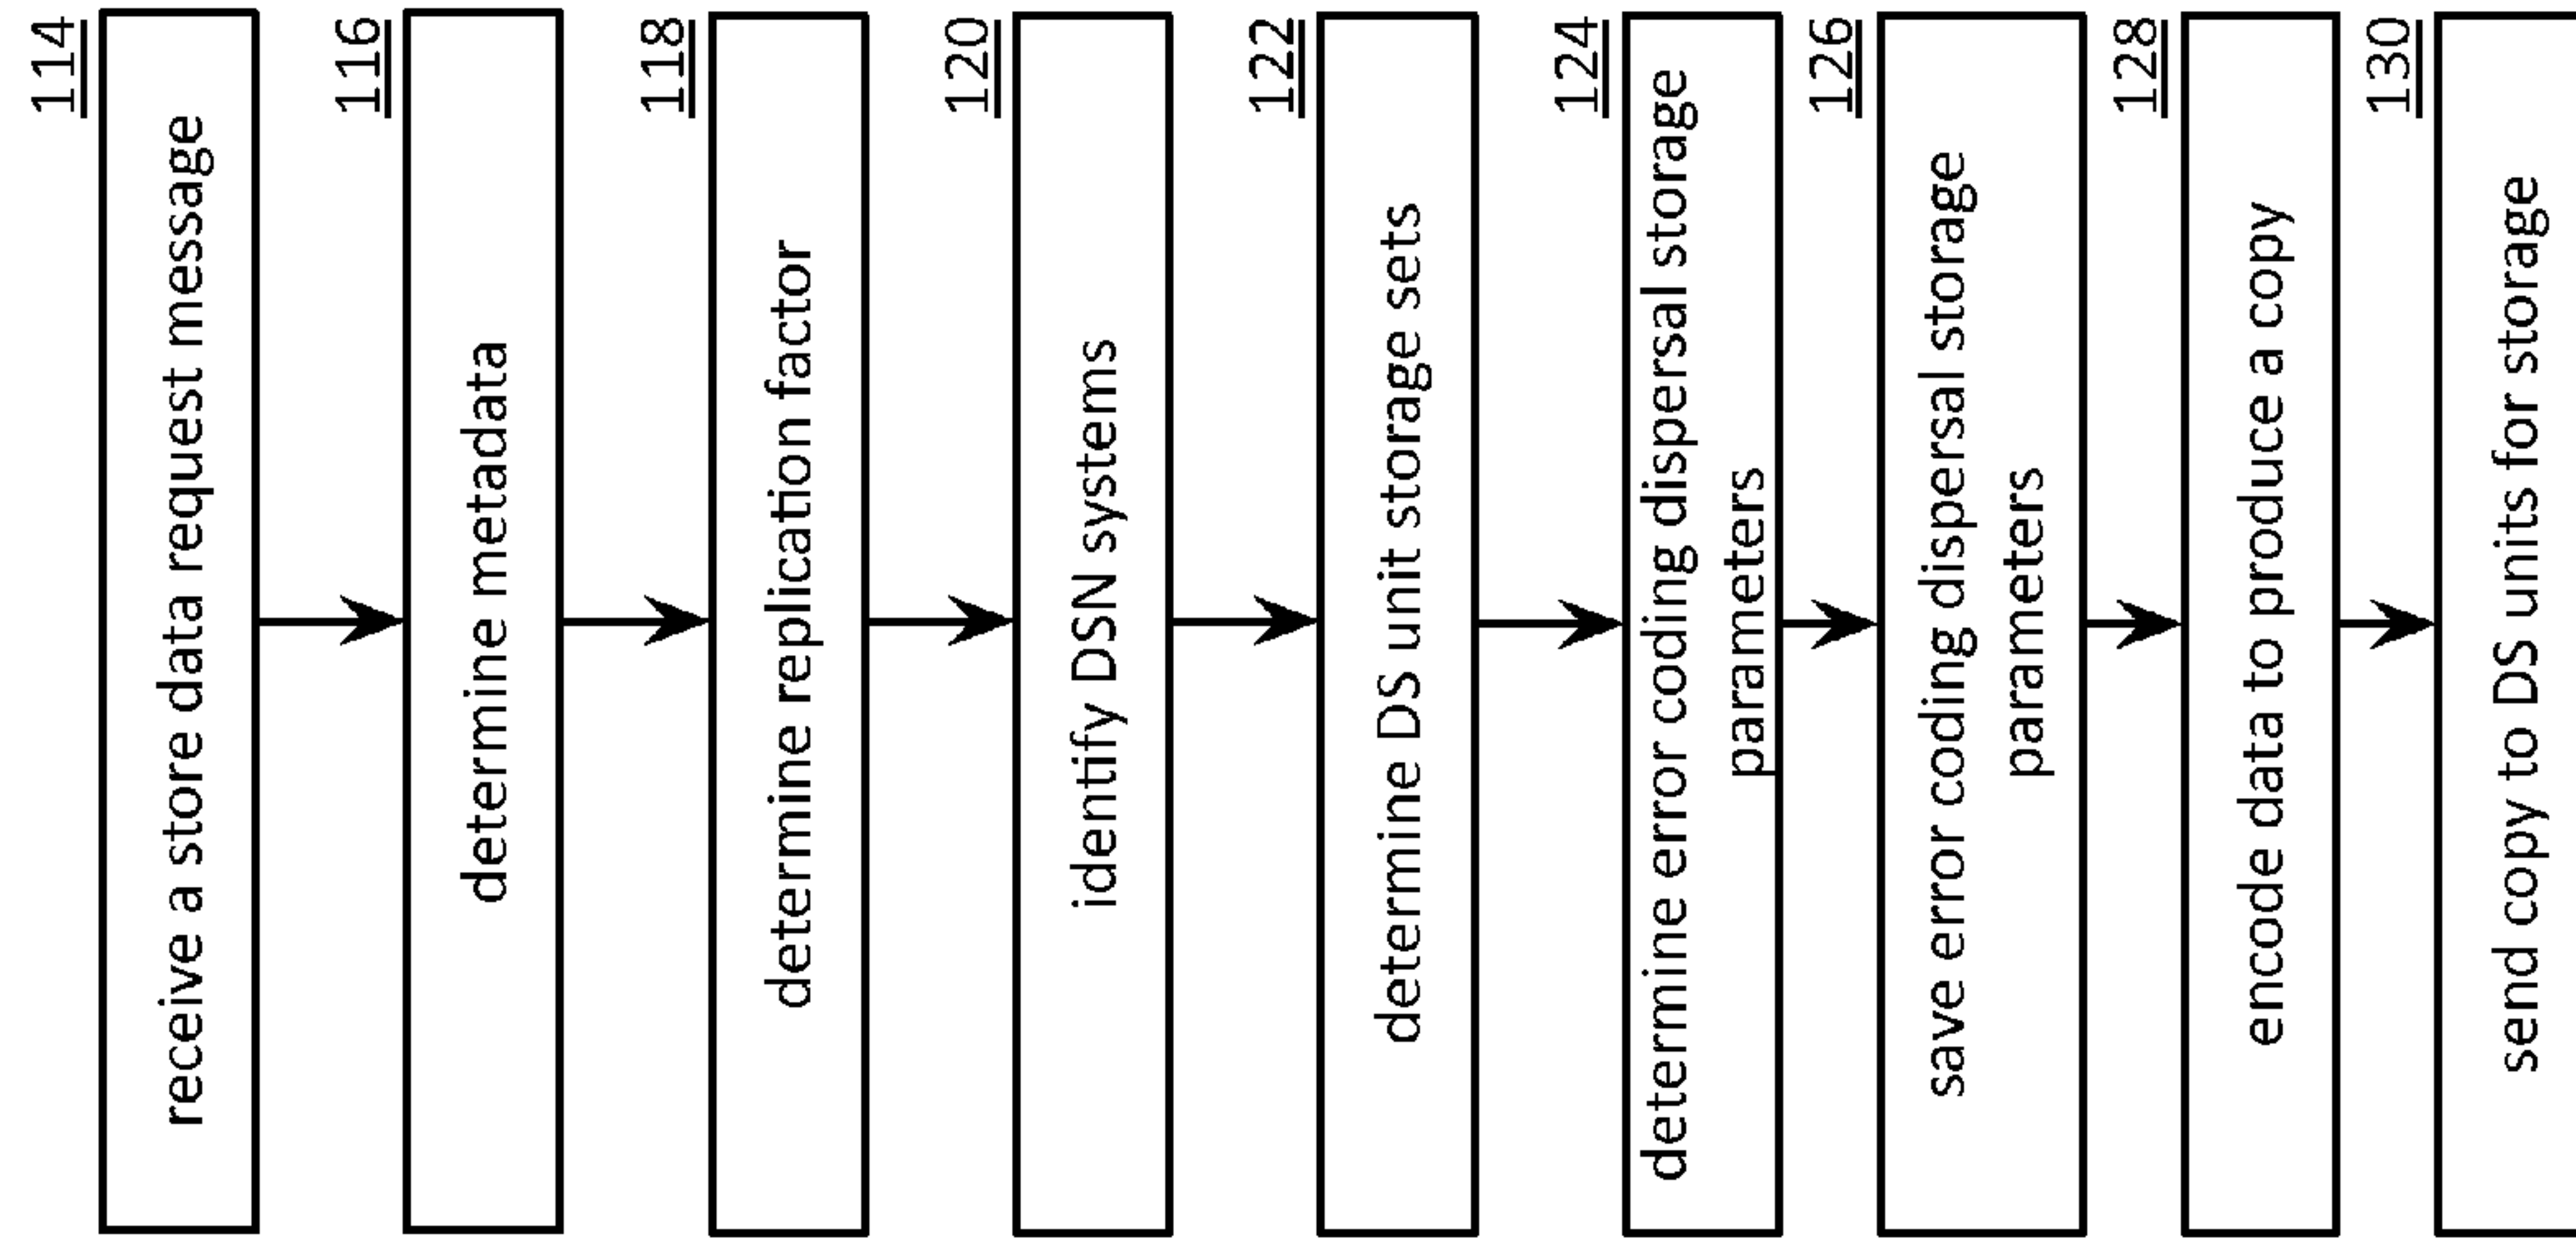 114
receive a store data request message
116
determine metadata
118
determine replication factor
120
identify DSN systems
122
determine DS unit storage sets
124
determine error coding dispersal storage
parameters
126
save error coding dispersal storage
parameters
128
encode data to produce a copy
130
send copy to DS units for storage